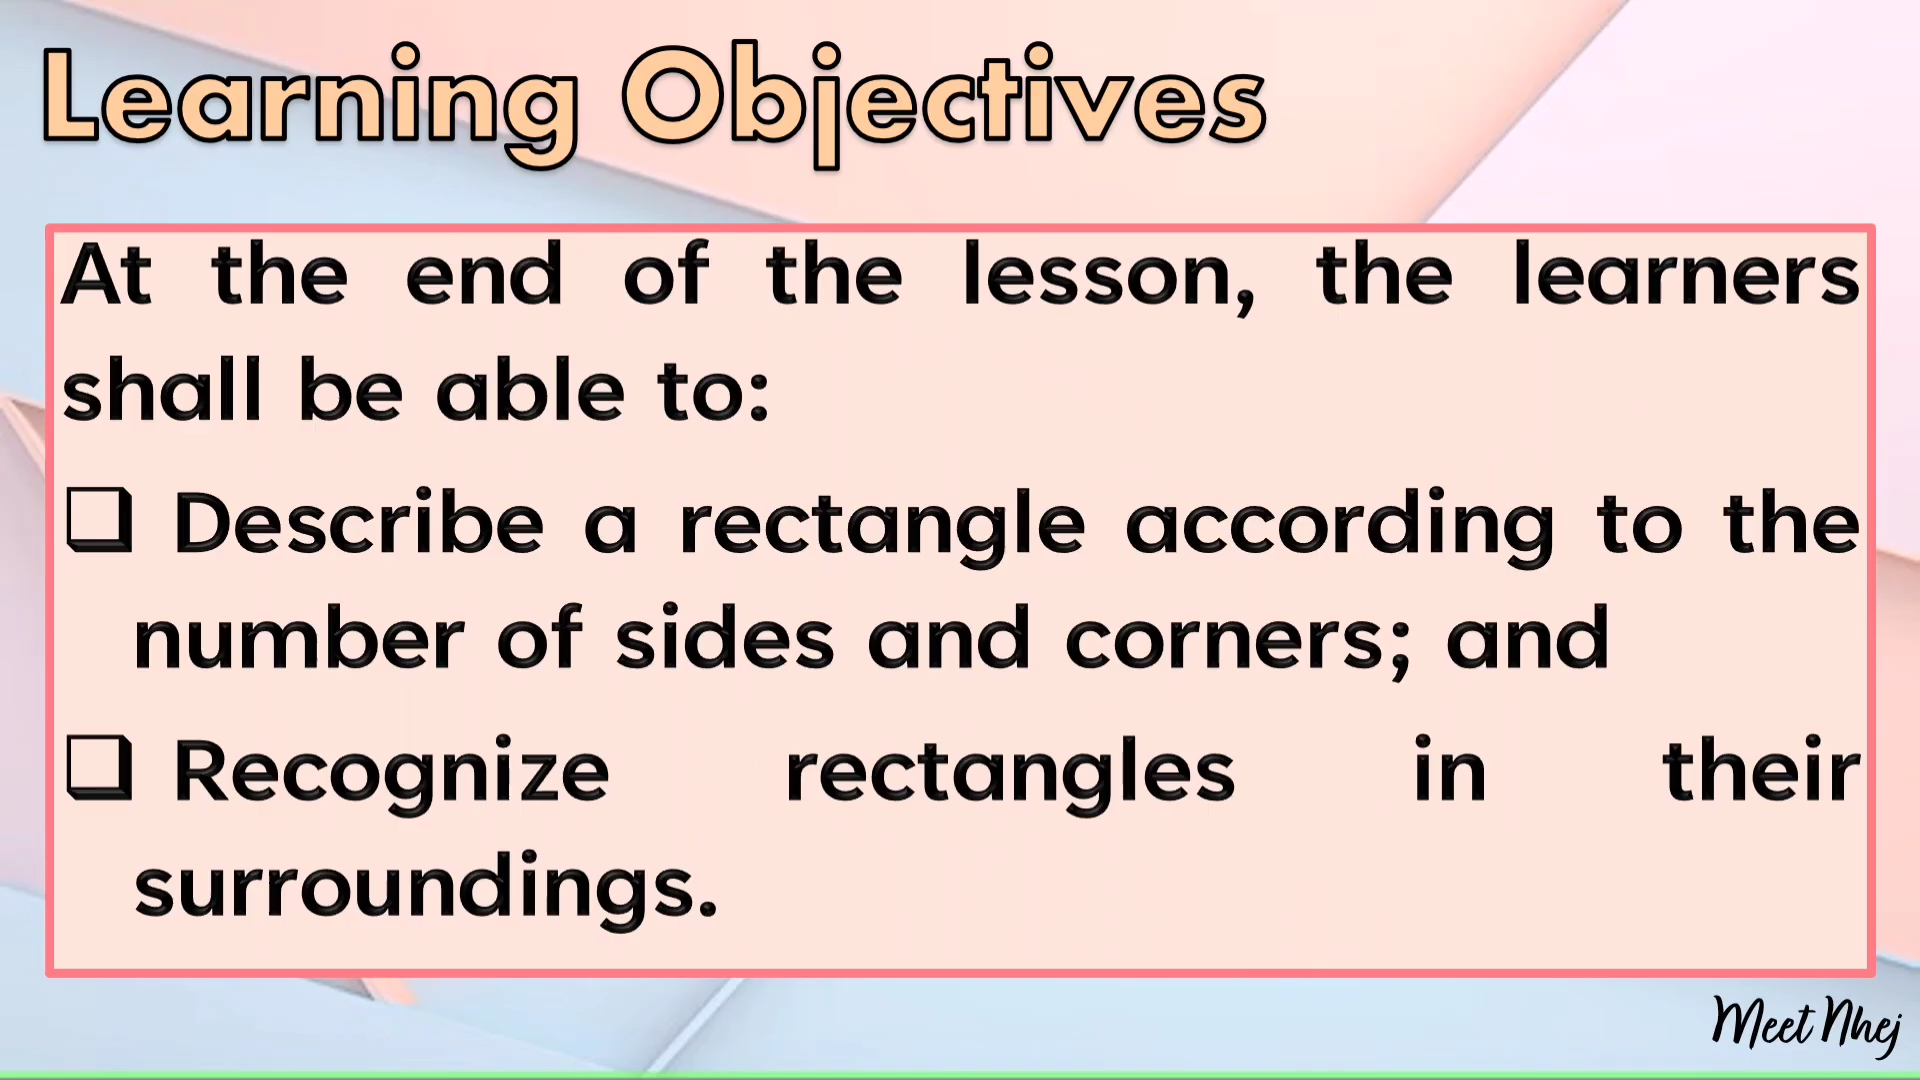 Learning Objectives
At the end of the lesson, the learners
shall be able to:
❑ Describe a rectangle according to the
number of sides and corners; and
❑ Recognize rectangles in their
surroundings.
Meet Nhej